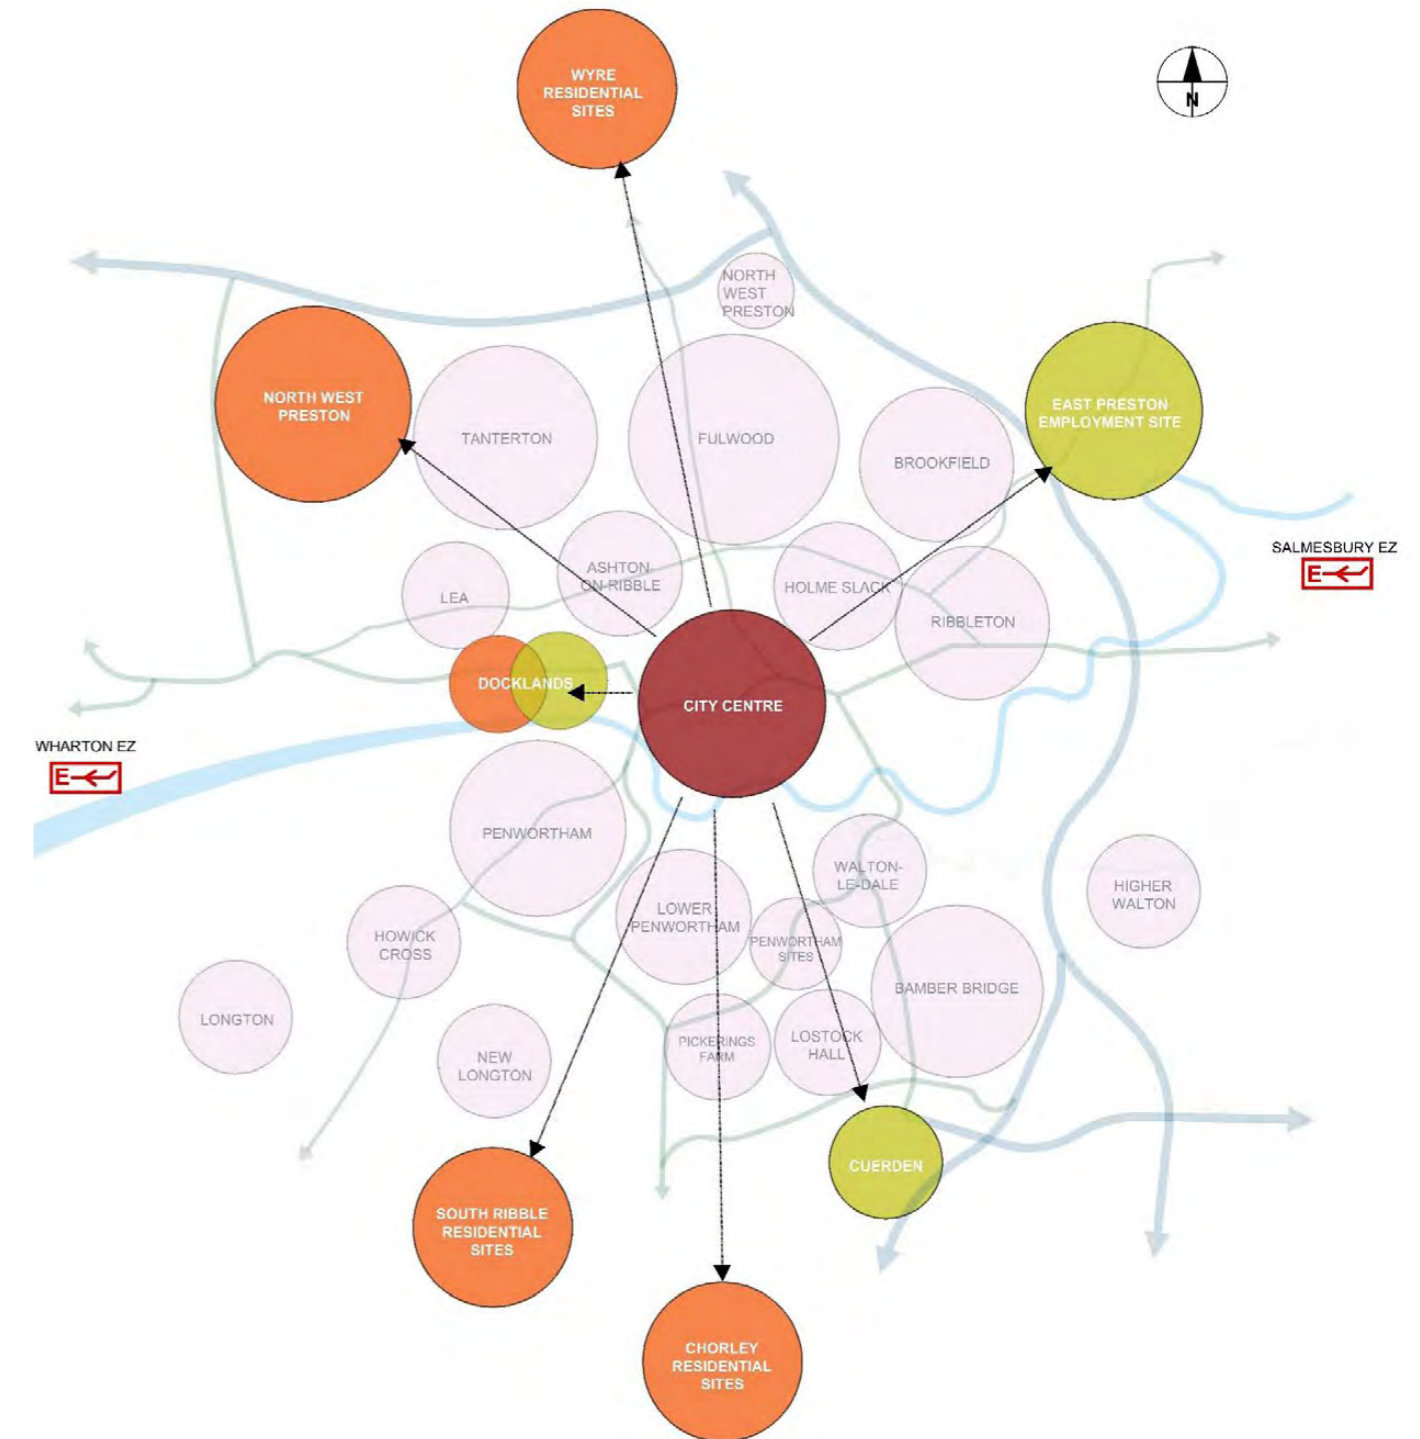 WYRE
RESIDENTIAL
SITES
N
NORTH
WEST
PRESTON
NORTH WEST
PRESTON
EAST PRESTON
EMPLOYMENT SITE
TANTERTON
FULWOOD
BROOKFIELD
SALMESBURY EZ
E
ASHTON-
ON-RIBBLE
HOLME SLACK
LEA
RIBBLETON
DOCKLANDS
CITY CENTRE
WHARTON EZ
E
PENWORTHAM
WALTON-
LE-DALE
HIGHER
WALTON
LOWER
PENWORTHAM
HOWICK
CROSS
PENWORTHAM
SITES
BAMBER BRIDGE
LONGTON
NEW
LONGTON
PICKERINGS
FARM
LOSTOCK
HALL
CUERDEN
SOUTH RIBBLE
RESIDENTIAL
SITES
CHORLEY
RESIDENTIAL
SITES